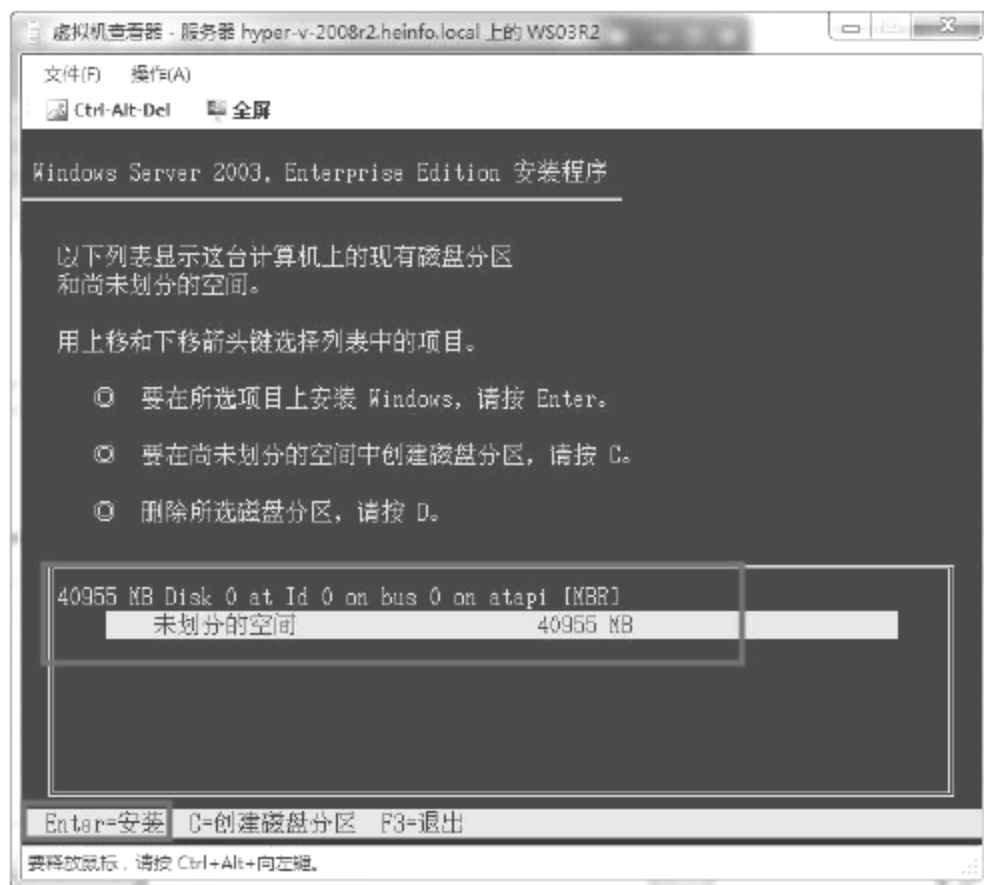 虚拟机查看器 - 服务器 hyper-v-2008r2.heinfo.local 上的 WS03R2
文件(F) 操作(A)
Ctrl-Alt-Del 全屏
Windows Server 2003, Enterprise Edition 安装程序
以下列表显示这台计算机上的现有磁盘分区
和尚未划分的空间。
用上移和下移箭头键选择列表中的项目。
◎ 要在所选项目上安装 Windows, 请按 Enter。
◎ 要在尚未划分的空间中创建磁盘分区, 请按 C。
◎ 删除所选磁盘分区, 请按 D。
40955 MB Disk 0 at Id 0 on bus 0 on atapi [MBR]
未划分的空间 40955 MB
Enter=安装 C=创建磁盘分区 F3=退出
要释放鼠标，请按 Ctrl+Alt+向左键。